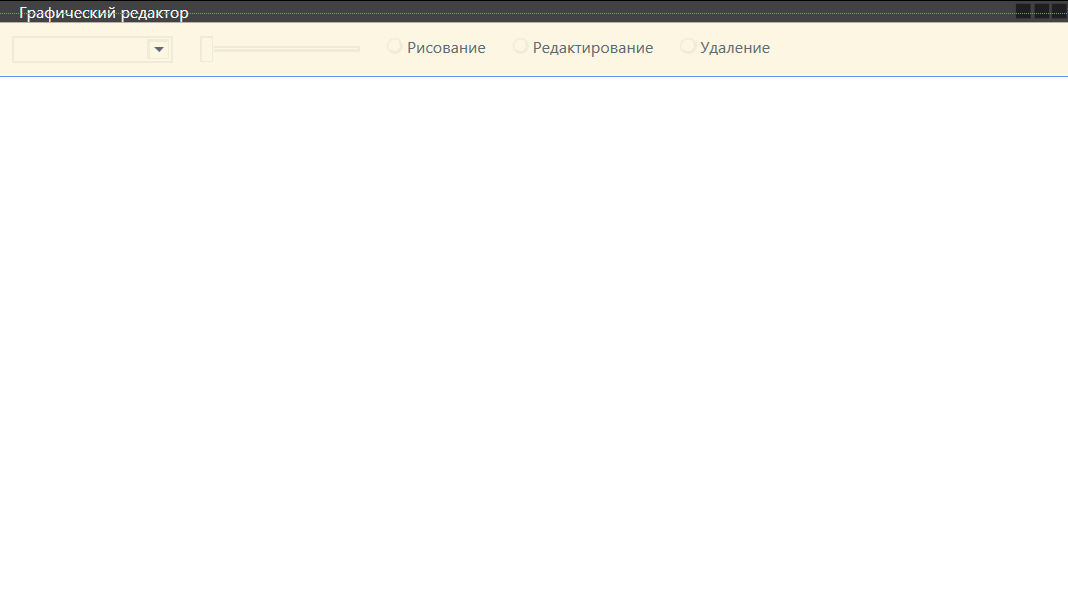 Графический редактор
Рисование Редактирование Удаление